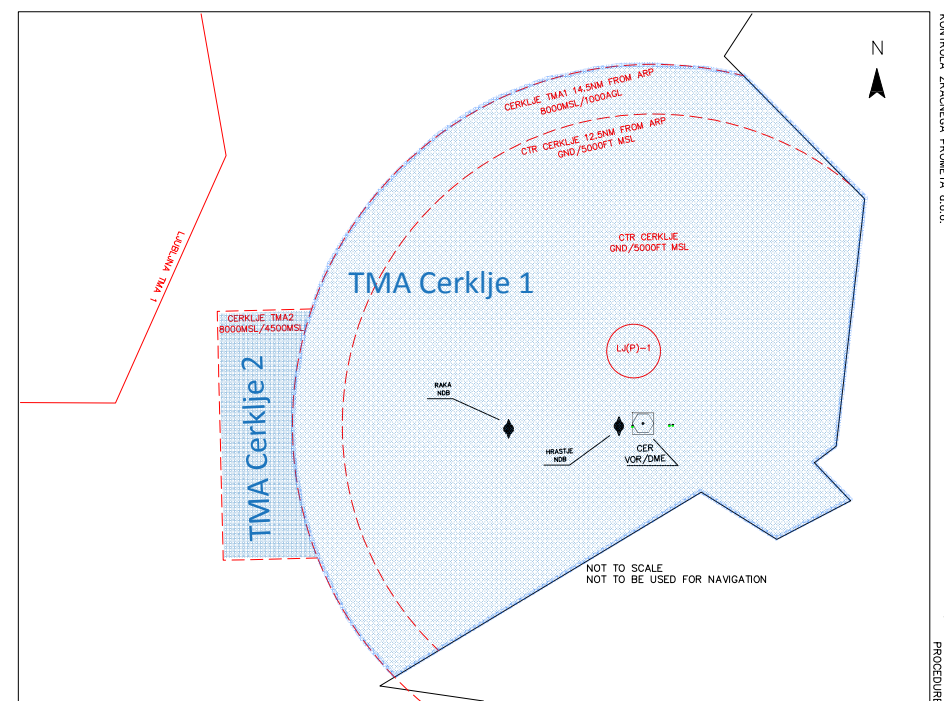 N
CERKLJE TMA1 14.5NM FROM ARP
8000MSL/1000AGL
CTR CERKLJE 12.5NM FROM ARP
GND/5000FT MSL
CTR CERKLJE
GND/5000FT MSL
LJUBLJNA TMA 1
TMA Cerklje 1
CERKLJE TMA2
8000MSL/4500MSL
TMA Cerklje 2
LJ(P)-1
RAKA
NDB
HRASTJE
NDB
CER
VOR/DME
NOT TO SCALE
NOT TO BE USED FOR NAVIGATION
KONTROLA ZRAČNEGA PROMETA d.o.o.
PROCEDURE